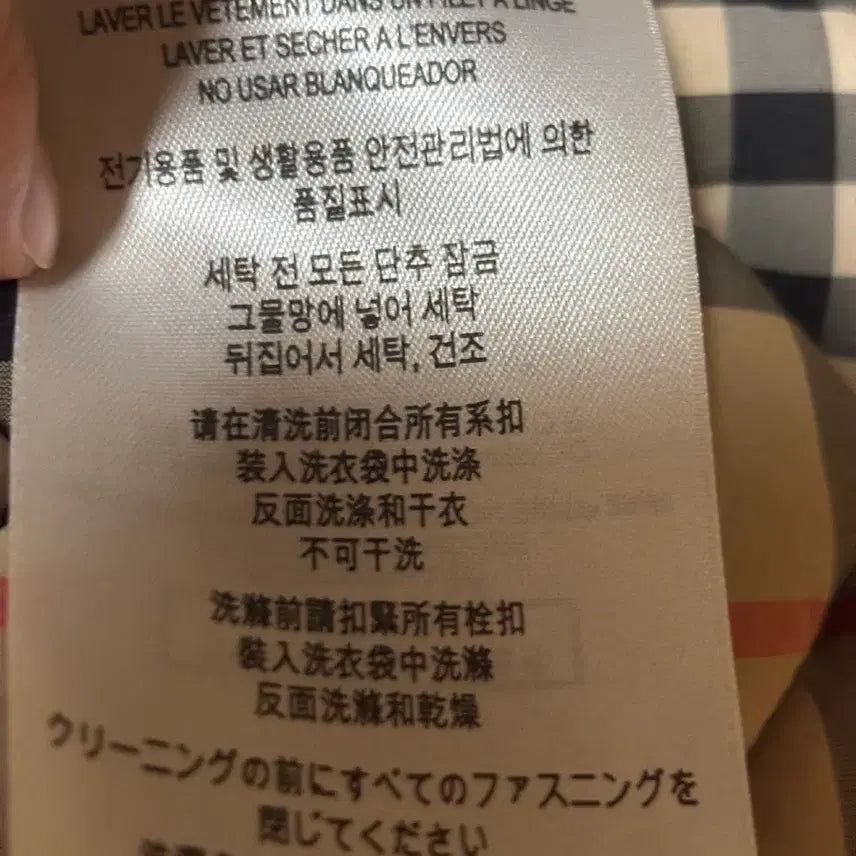 LAVER LE VETEMENT DANS UN FILET A LINGE
LAVER ET SECHER A L'ENVERS
NO USAR BLANQUEADOR
전기용품 및 생활용품 안전관리법에 의한
품질표시
세탁 전 모든 단추 잠금
그물망에 넣어 세탁
뒤집어서 세탁, 건조
请在清洗前闭合所有系扣
装入洗衣袋中洗涤
反面洗涤和干衣
不可干洗
洗滌前請扣緊所有栓扣
裝入洗衣袋中洗滌
反面洗滌和乾燥
クリーニングの前にすべてのファスニングを
閉じてください